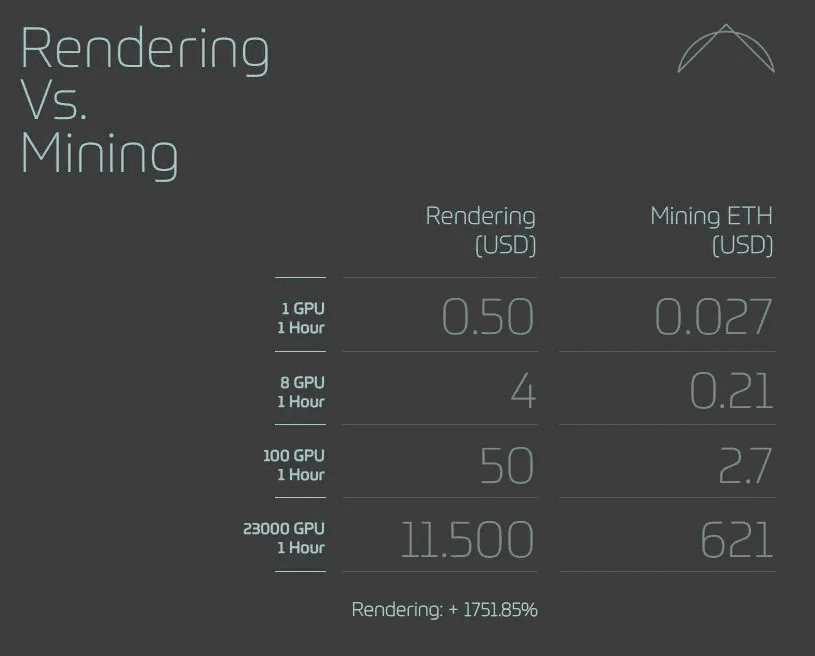 Rendering
Vs.
Mining
Rendering
(USD)
Mining ETH
(USD)
1 GPU
1 Hour
0.50
0.027
8 GPU
1 Hour
4
0.21
100 GPU
1 Hour
50
2.7
23000 GPU
1 Hour
11.500
621
Rendering: + 1751.85%